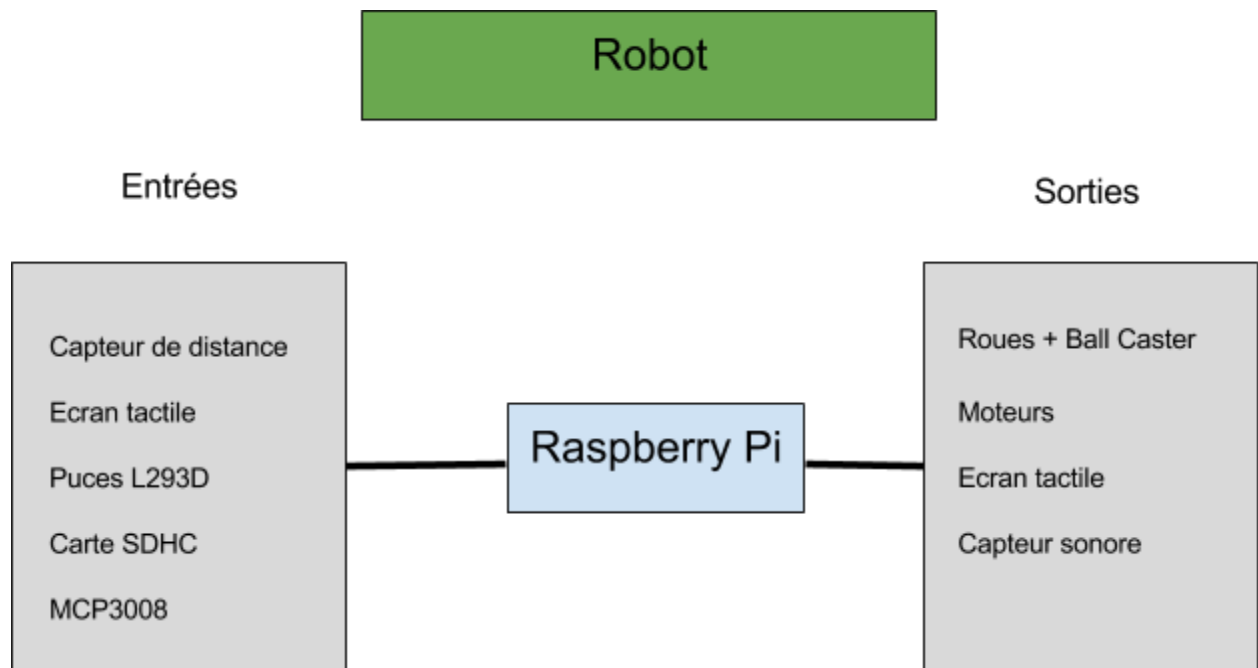 Robot
Entrées
Sorties
Capteur de distance
Ecran tactile
Puces L293D
Carte SDHC
MCP3008
Raspberry Pi
Roues + Ball Caster
Moteurs
Ecran tactile
Capteur sonore